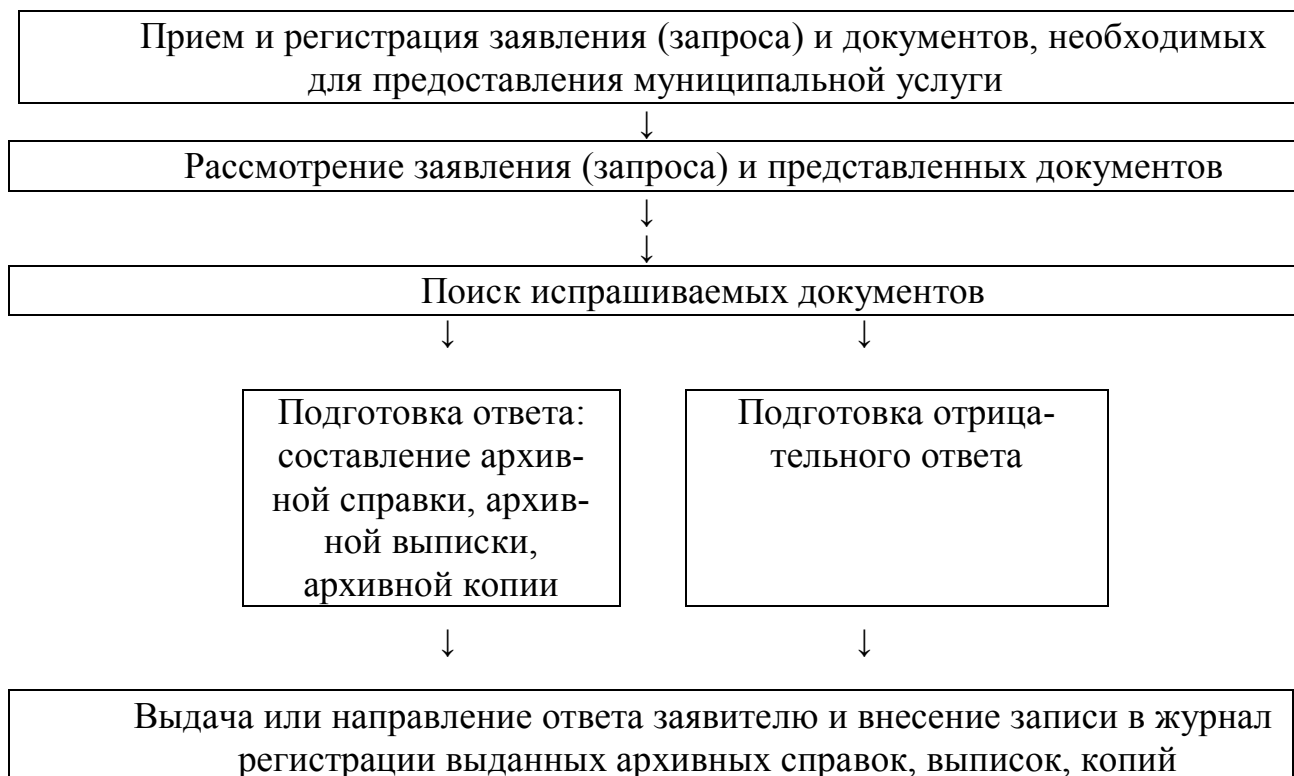 Прием и регистрация заявления (запроса) и документов, необходимых
для предоставления муниципальной услуги
↓
Рассмотрение заявления (запроса) и представленных документов
↓
↓
Поиск испрашиваемых документов
↓ ↓
Подготовка ответа:
составление архив-
ной справки, архив-
ной выписки,
архивной копии
Подготовка отрица-
тельного ответа
↓ ↓
Выдача или направление ответа заявителю и внесение записи в журнал
регистрации выданных архивных справок, выписок, копий